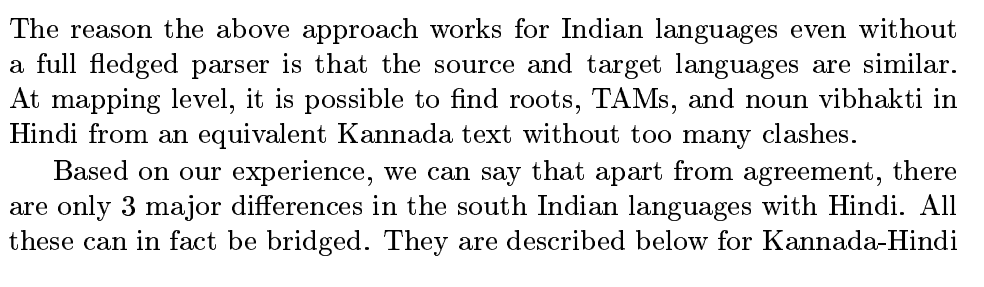 The reason the above approach works for Indian languages even without
a full fledged parser is that the source and target languages are similar.
At mapping level, it is possible to find roots, TAMs, and noun vibhakti in
Hindi from an equivalent Kannada text without too many clashes.
Based on our experience, we can say that apart from agreement, there
are only 3 major differences in the south Indian languages with Hindi. All
these can in fact be bridged. They are described below for Kannada-Hindi